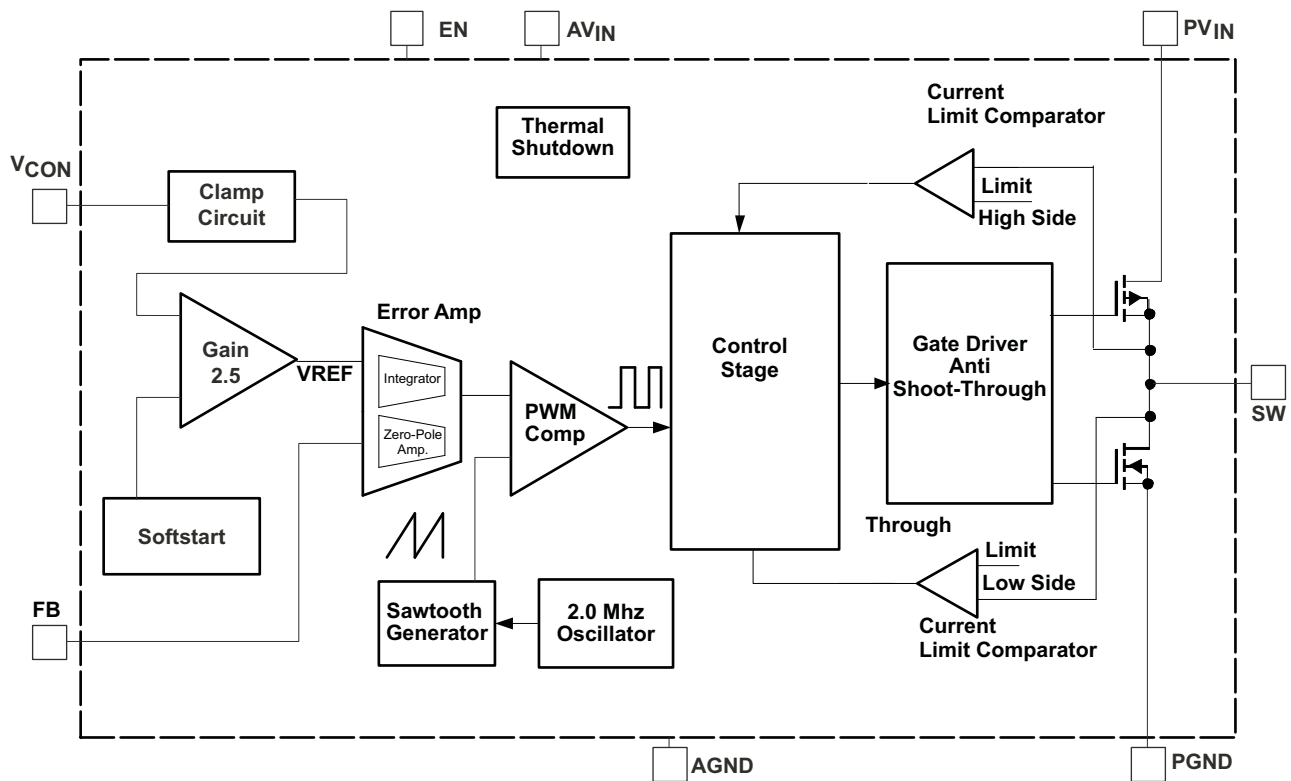 EN
AVIN
PVIN
Current
Limit Comparator
Thermal
Shutdown
VCON
Clamp
Circuit
Limit
High Side
Error Amp
Gain
2.5
VREF
Integrator
Zero-Pole
Amp.
PWM
Comp
Control
Stage
Gate Driver
Anti
Shoot-Through
SW
Softstart
Through
Limit
Low Side
Current
Limit Comparator
FB
Sawtooth
Generator
2.0 Mhz
Oscillator
AGND
PGND